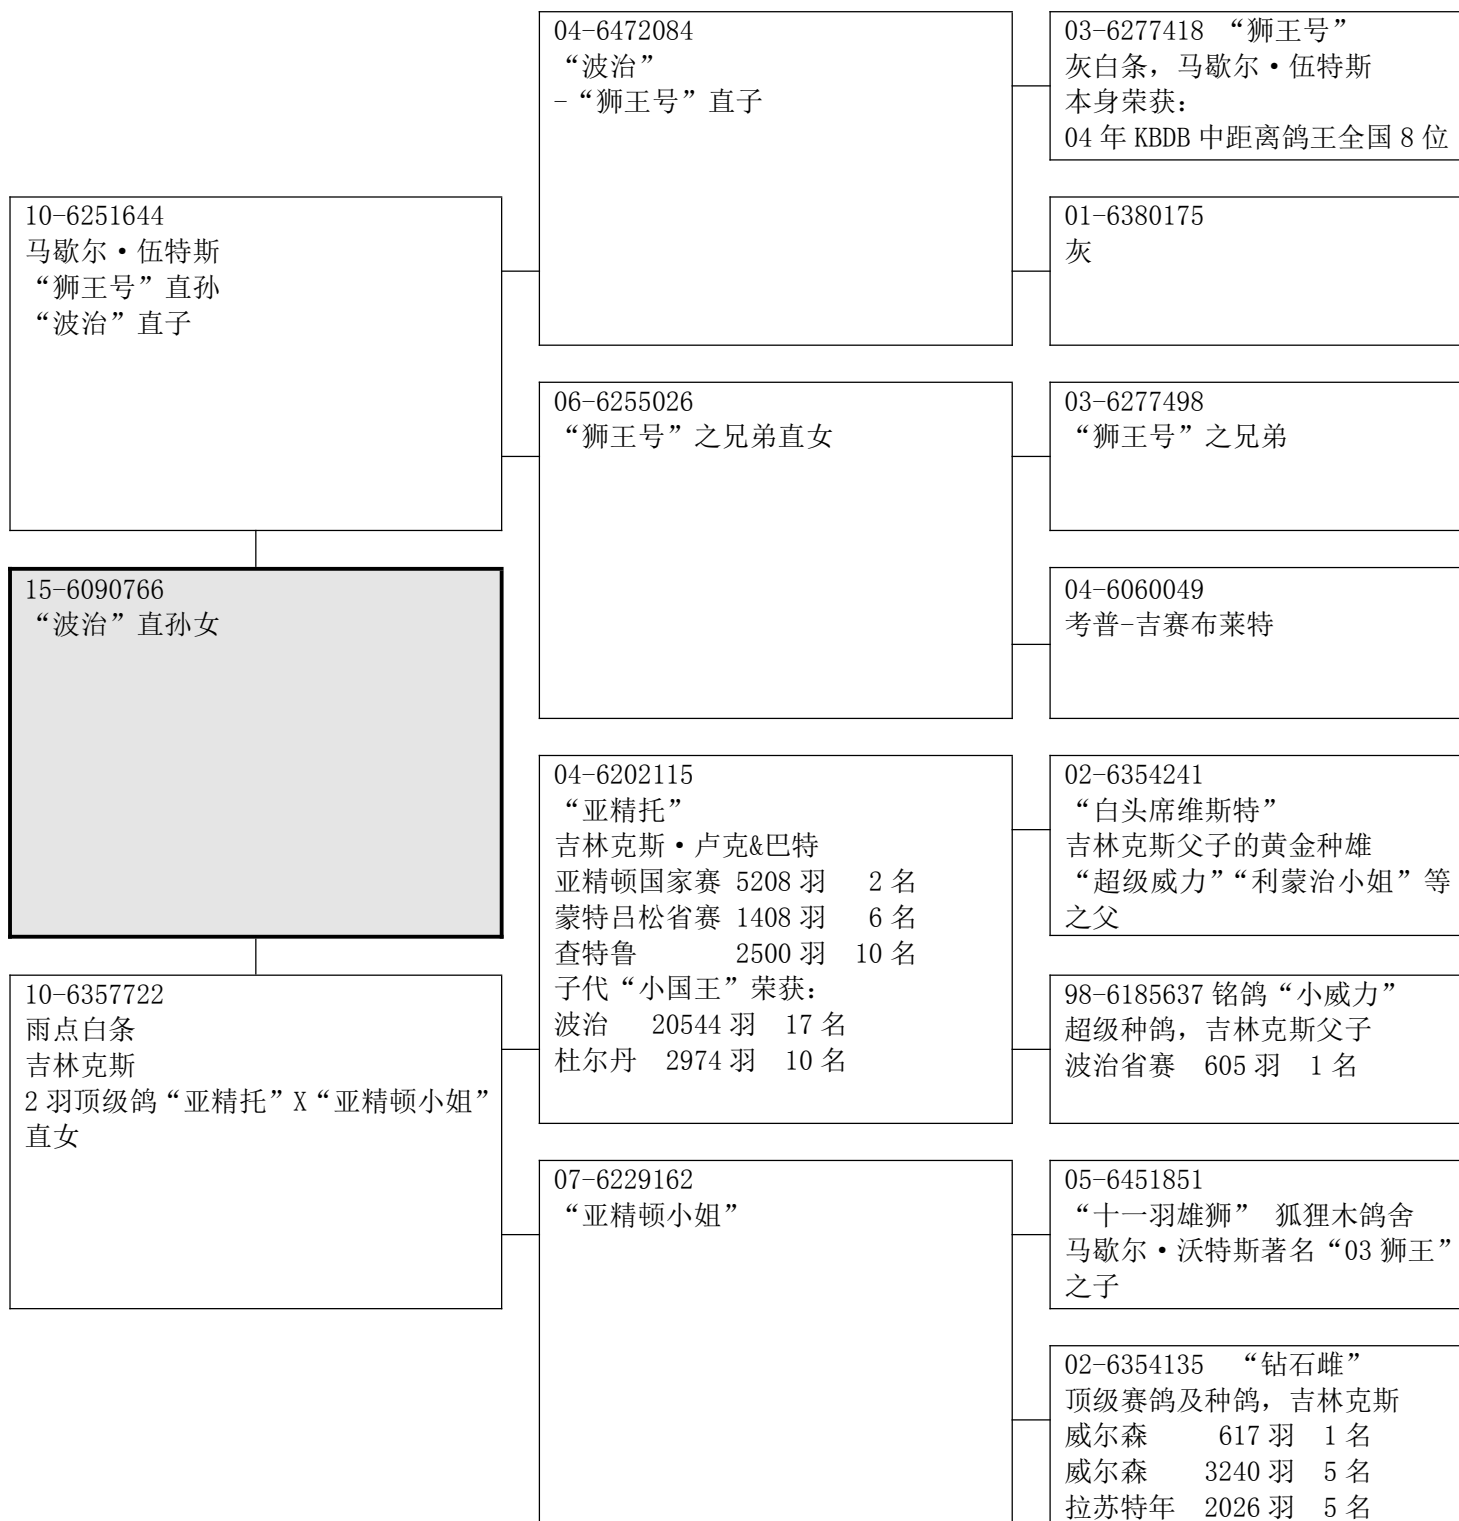 04-6472084
“波治”
-“狮王号”直子
03-6277418 “狮王号”
灰白条，马歇尔·伍特斯
本身荣获：
04年KBDB中距离鸽王全国8位
10-6251644
马歇尔·伍特斯
“狮王号”直孙
“波治”直子
01-6380175
灰
06-6255026
“狮王号”之兄弟直女
03-6277498
“狮王号”之兄弟
15-6090766
“波治”直孙女
04-6060049
考普-吉赛布莱特
04-6202115
“亚精托”
吉林克斯·卢克&巴特
亚精顿国家赛 5208羽 2名
蒙特吕松省赛 1408羽 6名
查特鲁 2500羽 10名
子代“小国王”荣获：
波治 20544羽 17名
杜尔丹 2974羽 10名
02-6354241
“白头席维斯特”
吉林克斯父子的黄金种雄
“超级威力”“利蒙治小姐”等
之父
10-6357722
雨点白条
吉林克斯
2羽顶级鸽“亚精托”X“亚精顿小姐”
直女
98-6185637铭鸽“小威力”
超级种鸽，吉林克斯父子
波治省赛 605羽 1名
07-6229162
“亚精顿小姐”
05-6451851
“十一羽雄狮” 狐狸木鸽舍
马歇尔·沃特斯著名“03狮王”
之子
02-6354135 “钻石雌”
顶级赛鸽及种鸽，吉林克斯
威尔森 617羽 1名
威尔森 3240羽 5名
拉苏特年 2026羽 5名